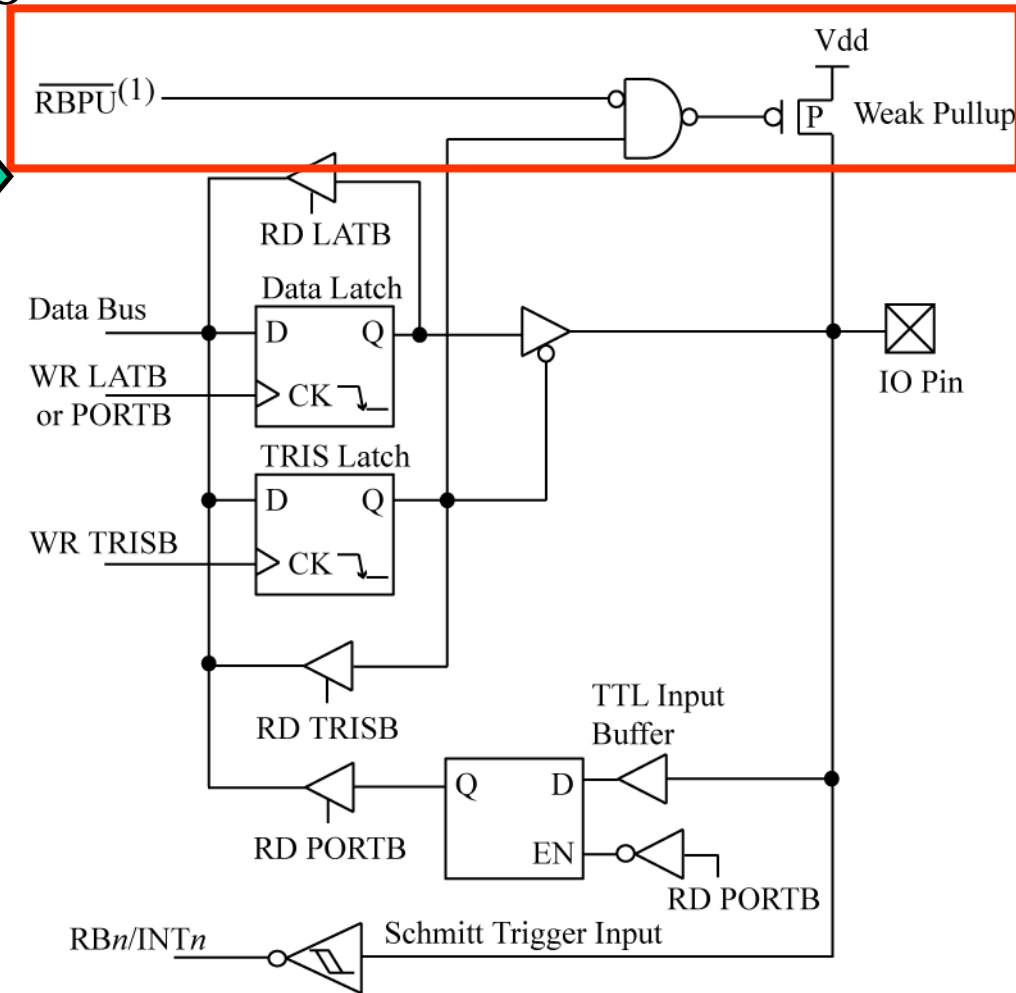 Vdd
RBPU(1)
P
Weak Pullup
RD LATB
Data Latch
Data Bus
D
Q
WR LATB
or PORTB
CK
IO Pin
TRIS Latch
D
Q
WR TRISB
CK
RD TRISB
TTL Input
Buffer
Q
D
RD PORTB
EN
RD PORTB
RBn/INTn
Schmitt Trigger Input